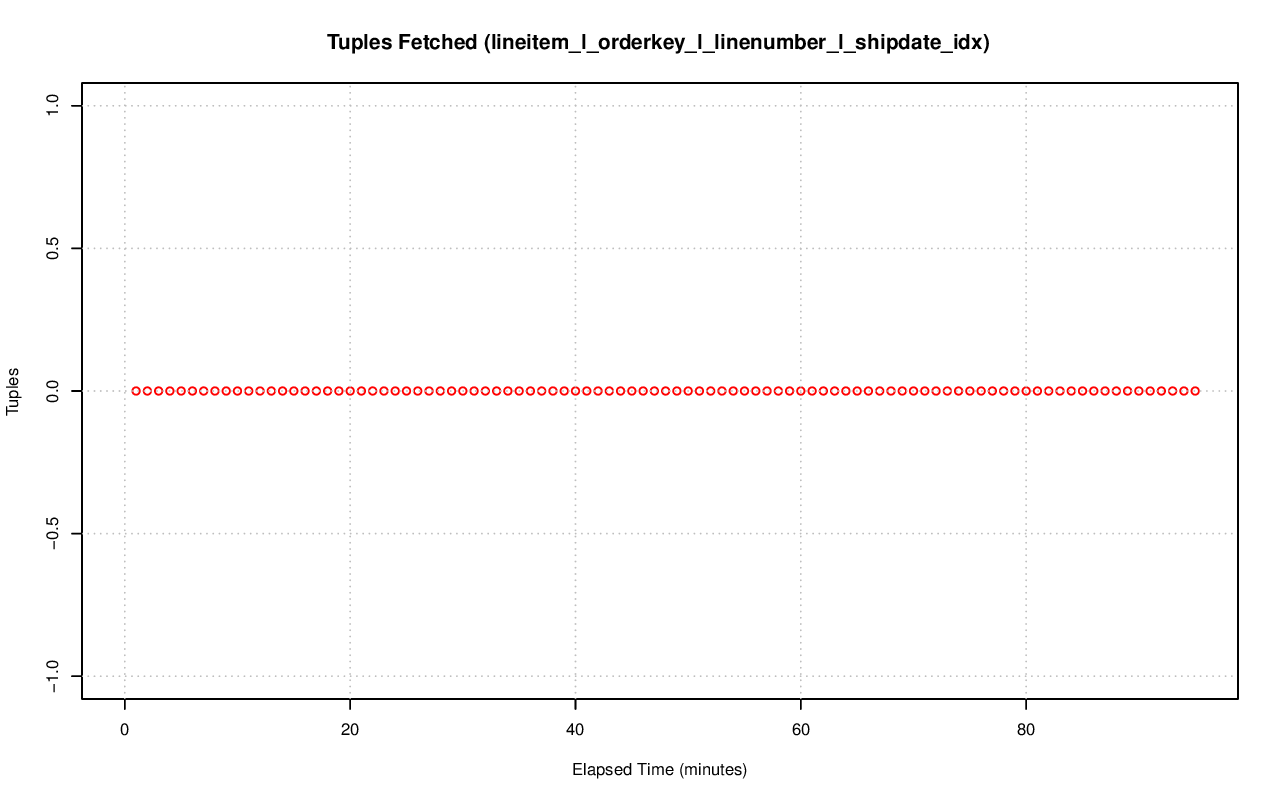 Tuples Fetched (lineitem_l_orderkey_l_linenumber_l_shipdate_idx)
1.0
0.5
0.0
−0.5
−1.0
Tuples
0 20 40 60 80
Elapsed Time (minutes)